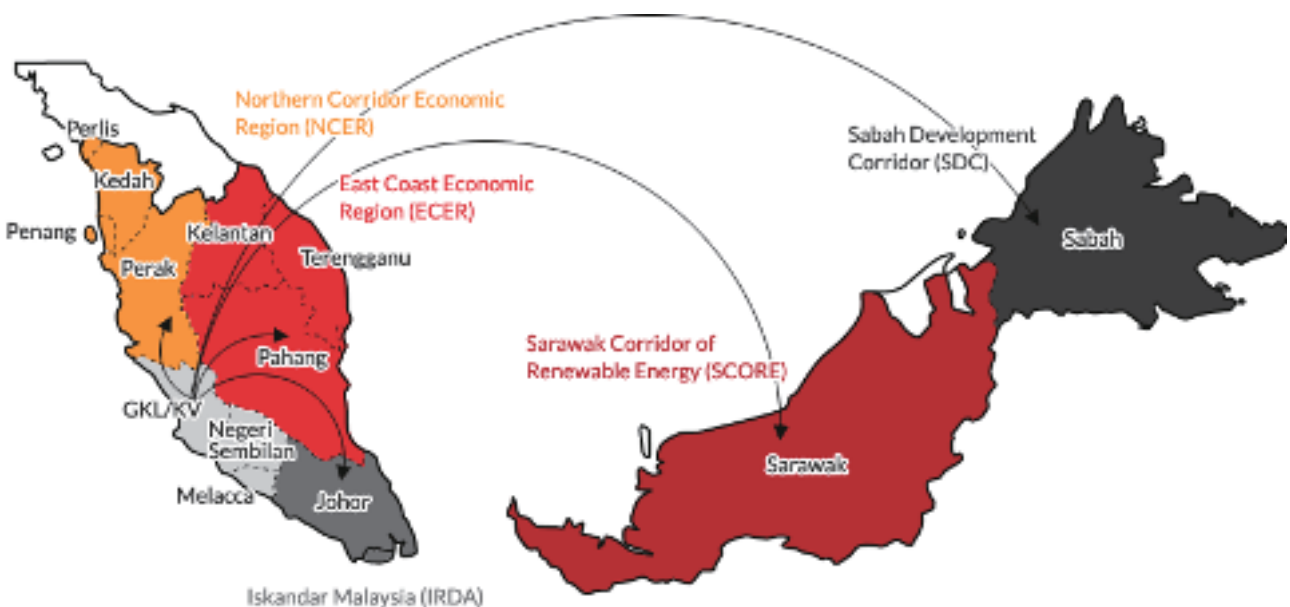 Northern Corridor Economic
Region (NCER)
Perlis
Sabah Development
Corridor (SDC)
Kedah
East Coast Economic
Region (ECER)
Penang
Kelantan
Sabah
Terengganu
Perak
Sarawak Corridor of
Renewable Energy (SCORE)
Pahang
GKL/KV
Negeri
Sembilan
Sarawak
Melacca
Johor
Iskandar Malaysia (IRDA)